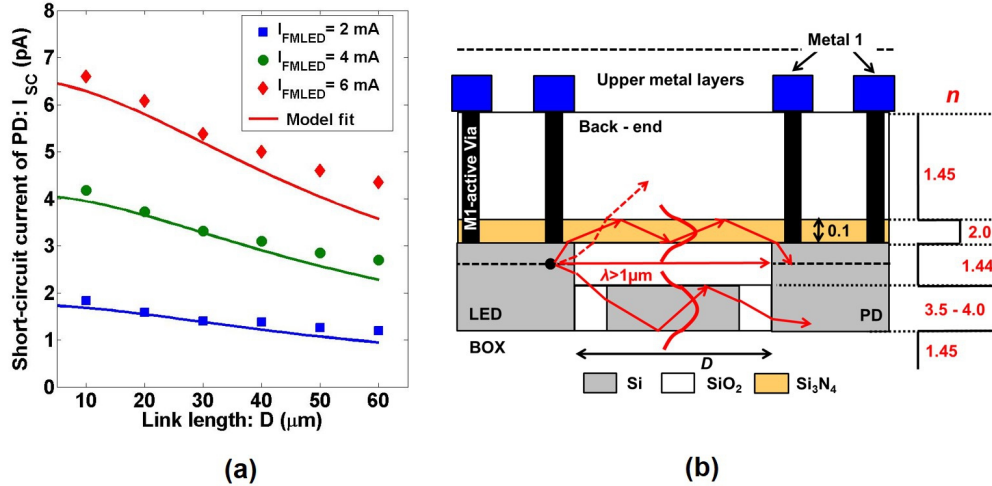 8
7
6
5
4
3
2
1
0
10 20 30 40 50 60
Short-circuit current of PD: I_SC (pA)
Link length: D (μm)
I_FMLED= 2 mA
I_FMLED= 4 mA
I_FMLED= 6 mA
Model fit
(a)
Metal 1
Upper metal layers
n
Back - end
M1-active Via
1.45
0.1
2.0
λ>1μm
1.44
LED
PD
3.5 - 4.0
BOX
D
1.45
Si SiO₂ Si₃N₄
(b)